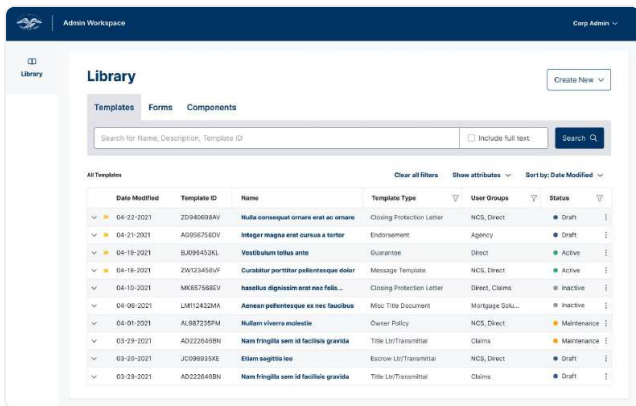 Admin Workspace
Corp Admin
Library
Library
Create New
Templates Forms Components
Search for Name, Description, Template ID
Include full text
Search
All Templates
Clear all filters
Show attributes
Sort by: Date Modified
Date Modified Template ID Name Template Type User Groups Status
04-22-2021 ZD940698AV Nulla consequat ornare erat ac ornare Closing Protection Letter NCS, Direct Draft
04-21-2021 AG956756DV Integer magna erat cursus a tortor Endorsement Agency Draft
04-19-2021 BJ096453KL Vestibulum tellus ante Guarantee Direct Active
04-18-2021 ZW123456VF Curabitur porttitor pellentesque dolor Message Template NCS, Direct Active
04-10-2021 MK857568EV haselius dignissim erat nec felis... Closing Protection Letter Direct, Claims Inactive
04-06-2021 LM112432MA Aenean pellentesque ex nec faucibus Misc Title Document Mortgage Solu... Inactive
04-01-2021 AL987235PM Nullam viverra molestie Owner Policy NCS, Direct Maintenance
03-29-2021 AD222646BN Nam fringilla sem id facilisis gravida Title Ltr/Transmittal Claims Maintenance
03-20-2021 JC098935XE Etiam sagittis leo Escrow Ltr/Transmittal NCS, Direct Draft
03-29-2021 AD222646BN Nam fringilla sem id facilisis gravida Title Ltr/Transmittal Claims Draft